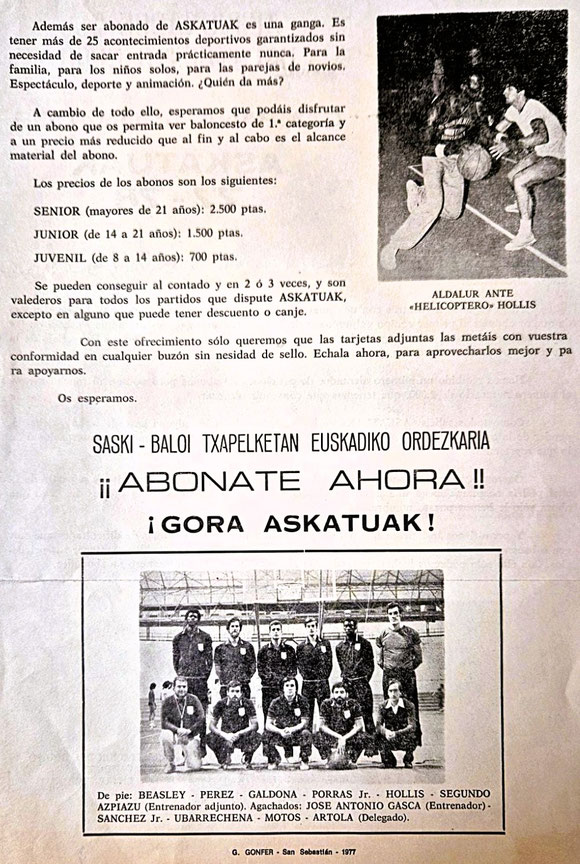 Además ser abonado de ASKATUAK es una ganga. Es
tener más de 25 acontecimientos deportivos garantizados sin
necesidad de sacar entrada prácticamente nunca. Para la
familia, para los niños solos, para las parejas de novios.
Espectáculo, deporte y animación. ¿Quién da más?
A cambio de todo ello, esperamos que podáis disfrutar
de un abono que os permita ver baloncesto de 1.ª categoría y
a un precio más reducido que al fin y al cabo es el alcance
material del abono.
Los precios de los abonos son los siguientes:
SENIOR (mayores de 21 años): 2.500 ptas.
JUNIOR (de 14 a 21 años): 1.500 ptas.
JUVENIL (de 8 a 14 años): 700 ptas.
Se pueden conseguir al contado y en 2 ó 3 veces, y son
valederos para todos los partidos que dispute ASKATUAK,
excepto en alguno que puede tener descuento o canje.
ALDALUR ANTE
«HELICOPTERO» HOLLIS
Con este ofrecimiento sólo queremos que las tarjetas adjuntas las metáis con vuestra
conformidad en cualquier buzón sin nesidad de sello. Echala ahora, para aprovecharlos mejor y pa
ra apoyarnos.
Os esperamos.
SASKI - BALOI TXAPELKETAN EUSKADIKO ORDEZKARIA
¡¡ABONATE AHORA!!
¡GORA ASKATUAK!
De pie: BEASLEY - PEREZ - GALDONA - PORRAS Jr. - HOLLIS - SEGUNDO
AZPIAZU (Entrenador adjunto). Agachados: JOSE ANTONIO GASCA (Entrenador) -
SANCHEZ Jr. - UBARRECHENA - MOTOS - ARTOLA (Delegado).
G. GONFER - San Sebastián - 1977